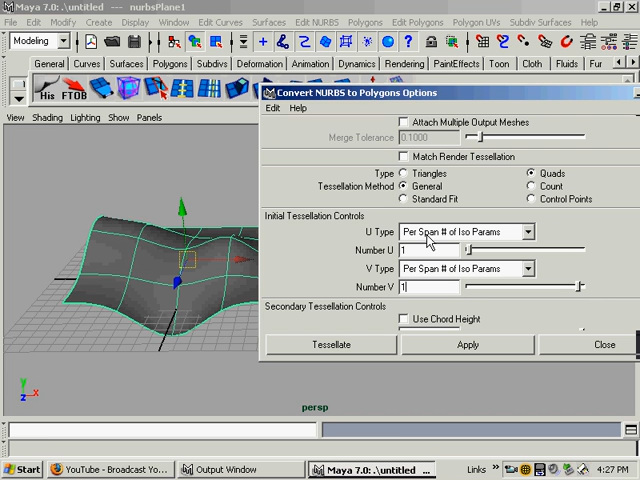 Maya 7.0: .\untitled --- nurbsPlane1
File Edit Modify Create Display Window Edit Curves Surfaces Edit NURBS Polygons Edit Polygons Polygon UVs Subdiv Surfaces Help
Modeling
General Curves Surfaces Polygons Subdivs Deformation Animation Dynamics Rendering PaintEffects Toon Cloth Fluids Fur
His FTOB
Convert NURBS to Polygons Options
Edit Help
View Shading Lighting Show Panels
Attach Multiple Output Meshes
Merge Tolerance 0.1000
Match Render Tessellation
Type Triangles Quads
Tessellation Method General Count
Standard Fit Control Points
Initial Tessellation Controls
U Type Per Span # of Iso Params
Number U 1
V Type Per Span # of Iso Params
Number V 1
Secondary Tessellation Controls
Use Chord Height
Tessellate Apply Close
y
z x
persp
Start YouTube - Broadcast Yo... Output Window Maya 7.0: .\untitled ... Links » 4:27 PM